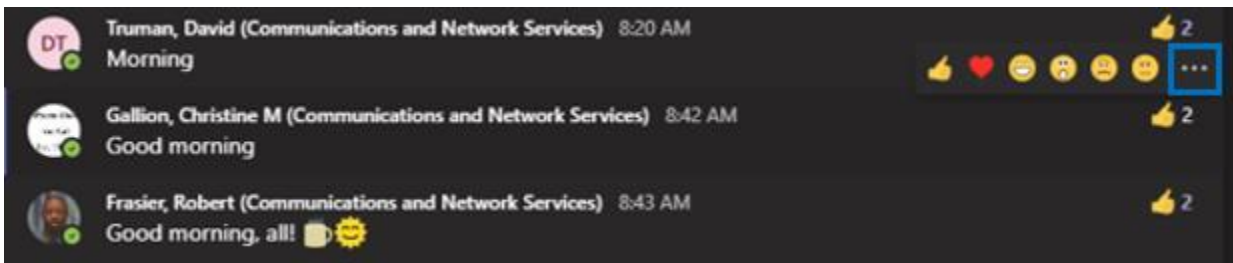 DT
Truman, David (Communications and Network Services) 8:20 AM
👍 2
Morning
...
Gallion, Christine M (Communications and Network Services) 8:42 AM
👍 2
Good morning
Frasier, Robert (Communications and Network Services) 8:43 AM
👍 2
Good morning, all! 🍺🌞